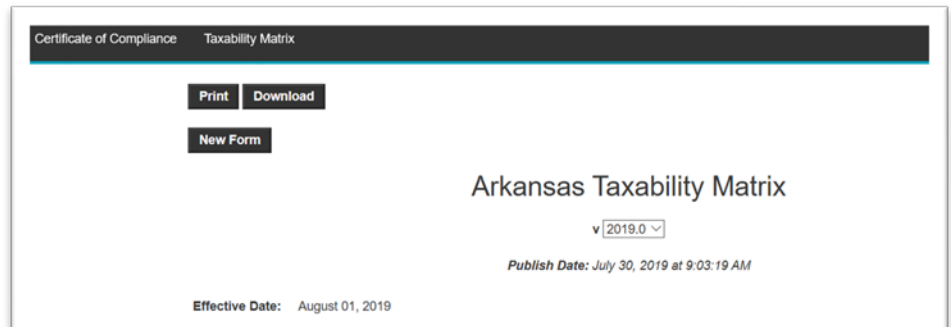 Certificate of Compliance Taxability Matrix
Print Download
New Form
Arkansas Taxability Matrix
v 2019.0
Publish Date: July 30, 2019 at 9:03:19 AM
Effective Date: August 01, 2019